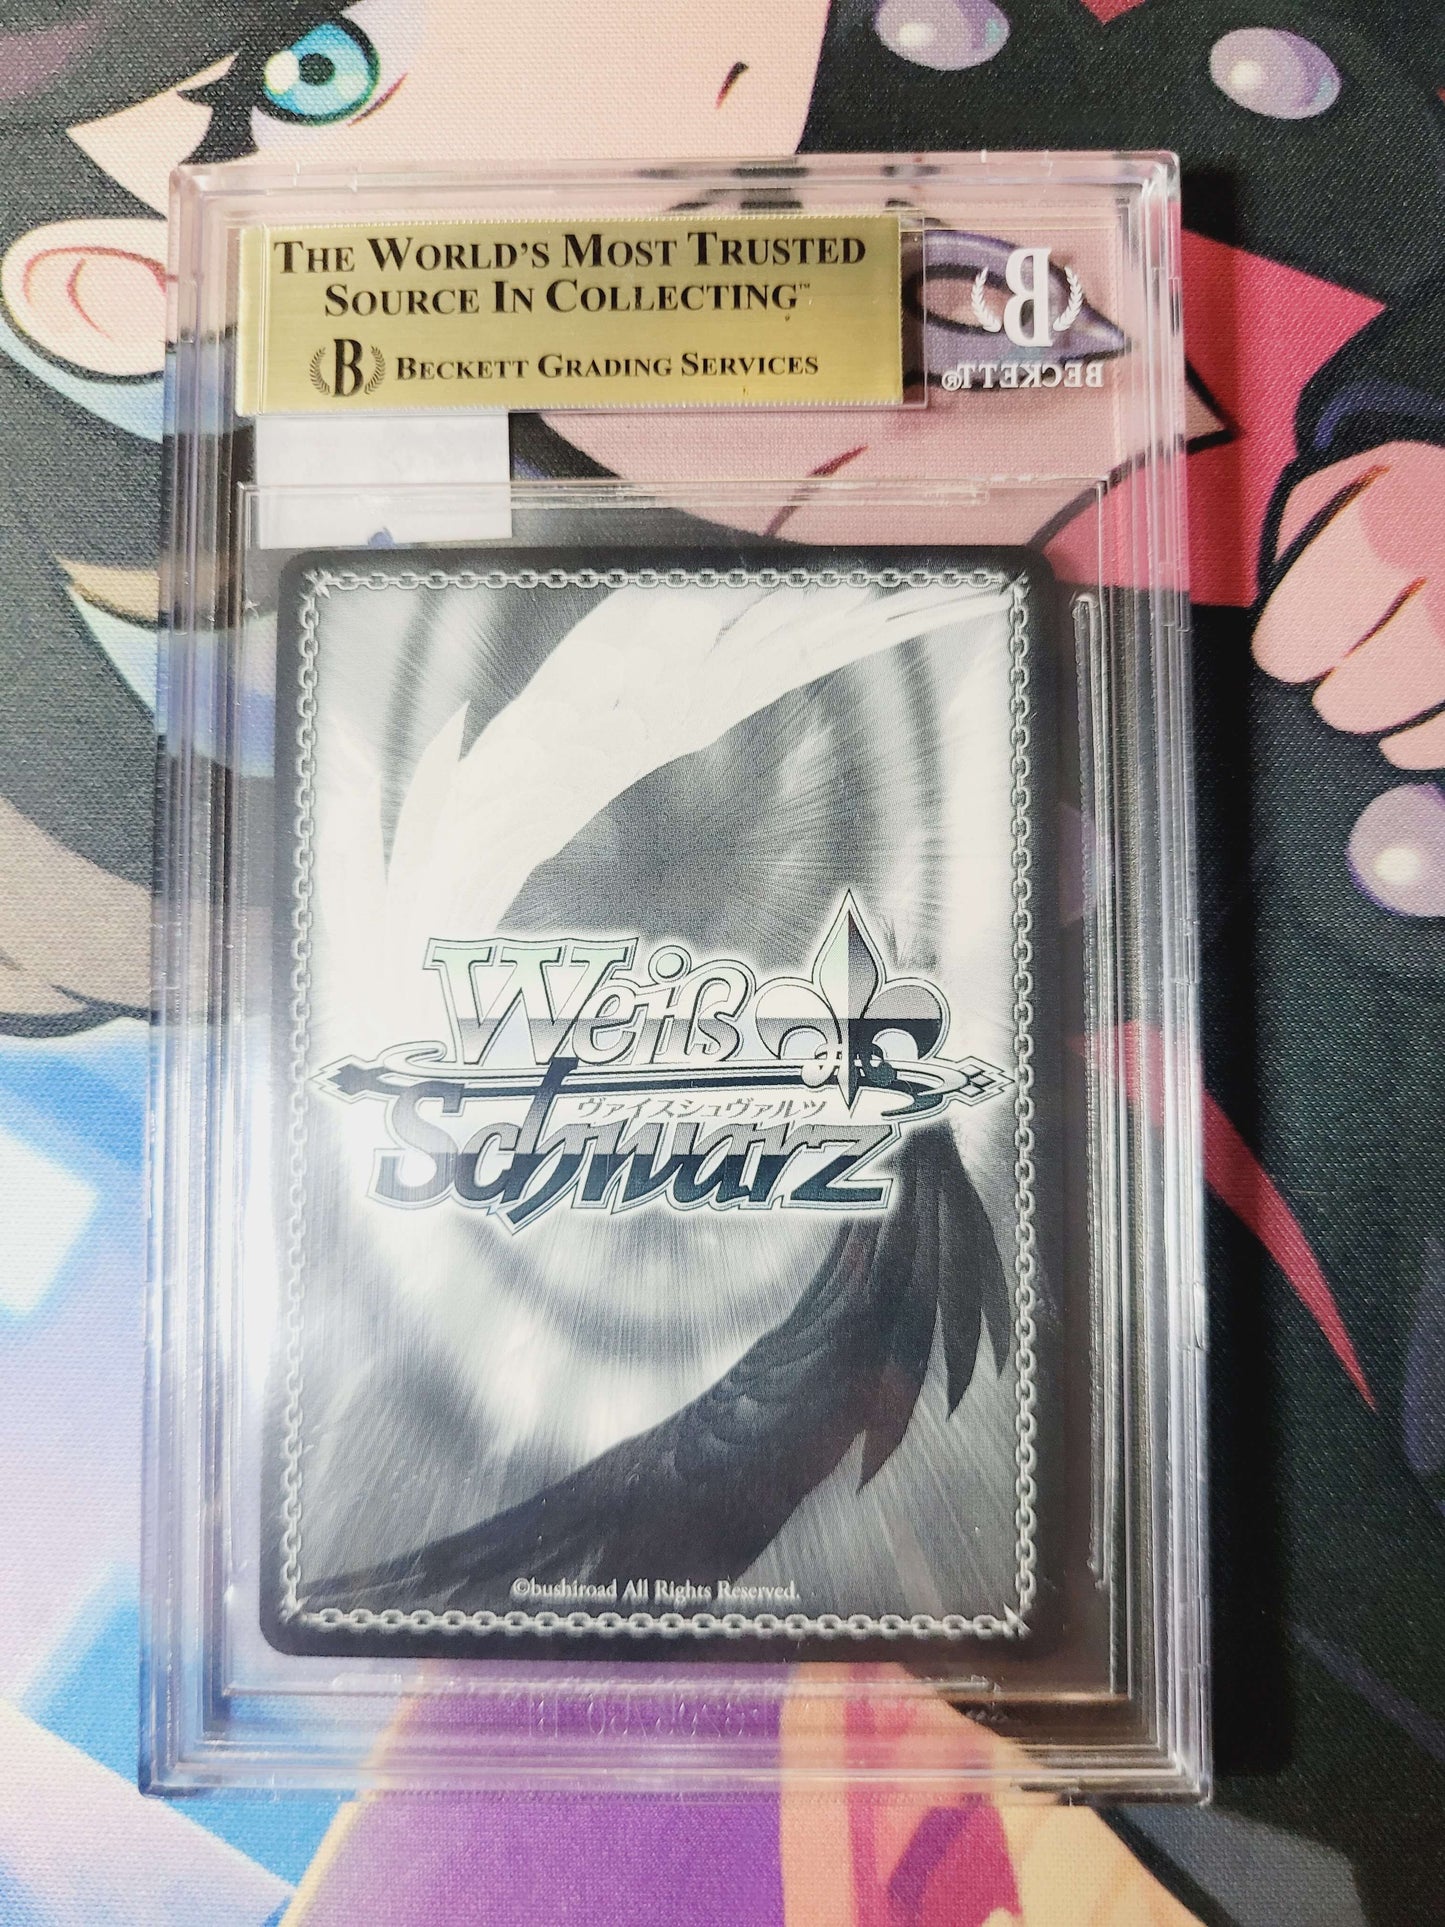 THE WORLD'S MOST TRUSTED
SOURCE IN COLLECTING™
B BECKETT GRADING SERVICES
B
BECKETT®
Weiß
ヴァイスシュヴァルツ
Schwarz
©bushiroad All Rights Reserved.